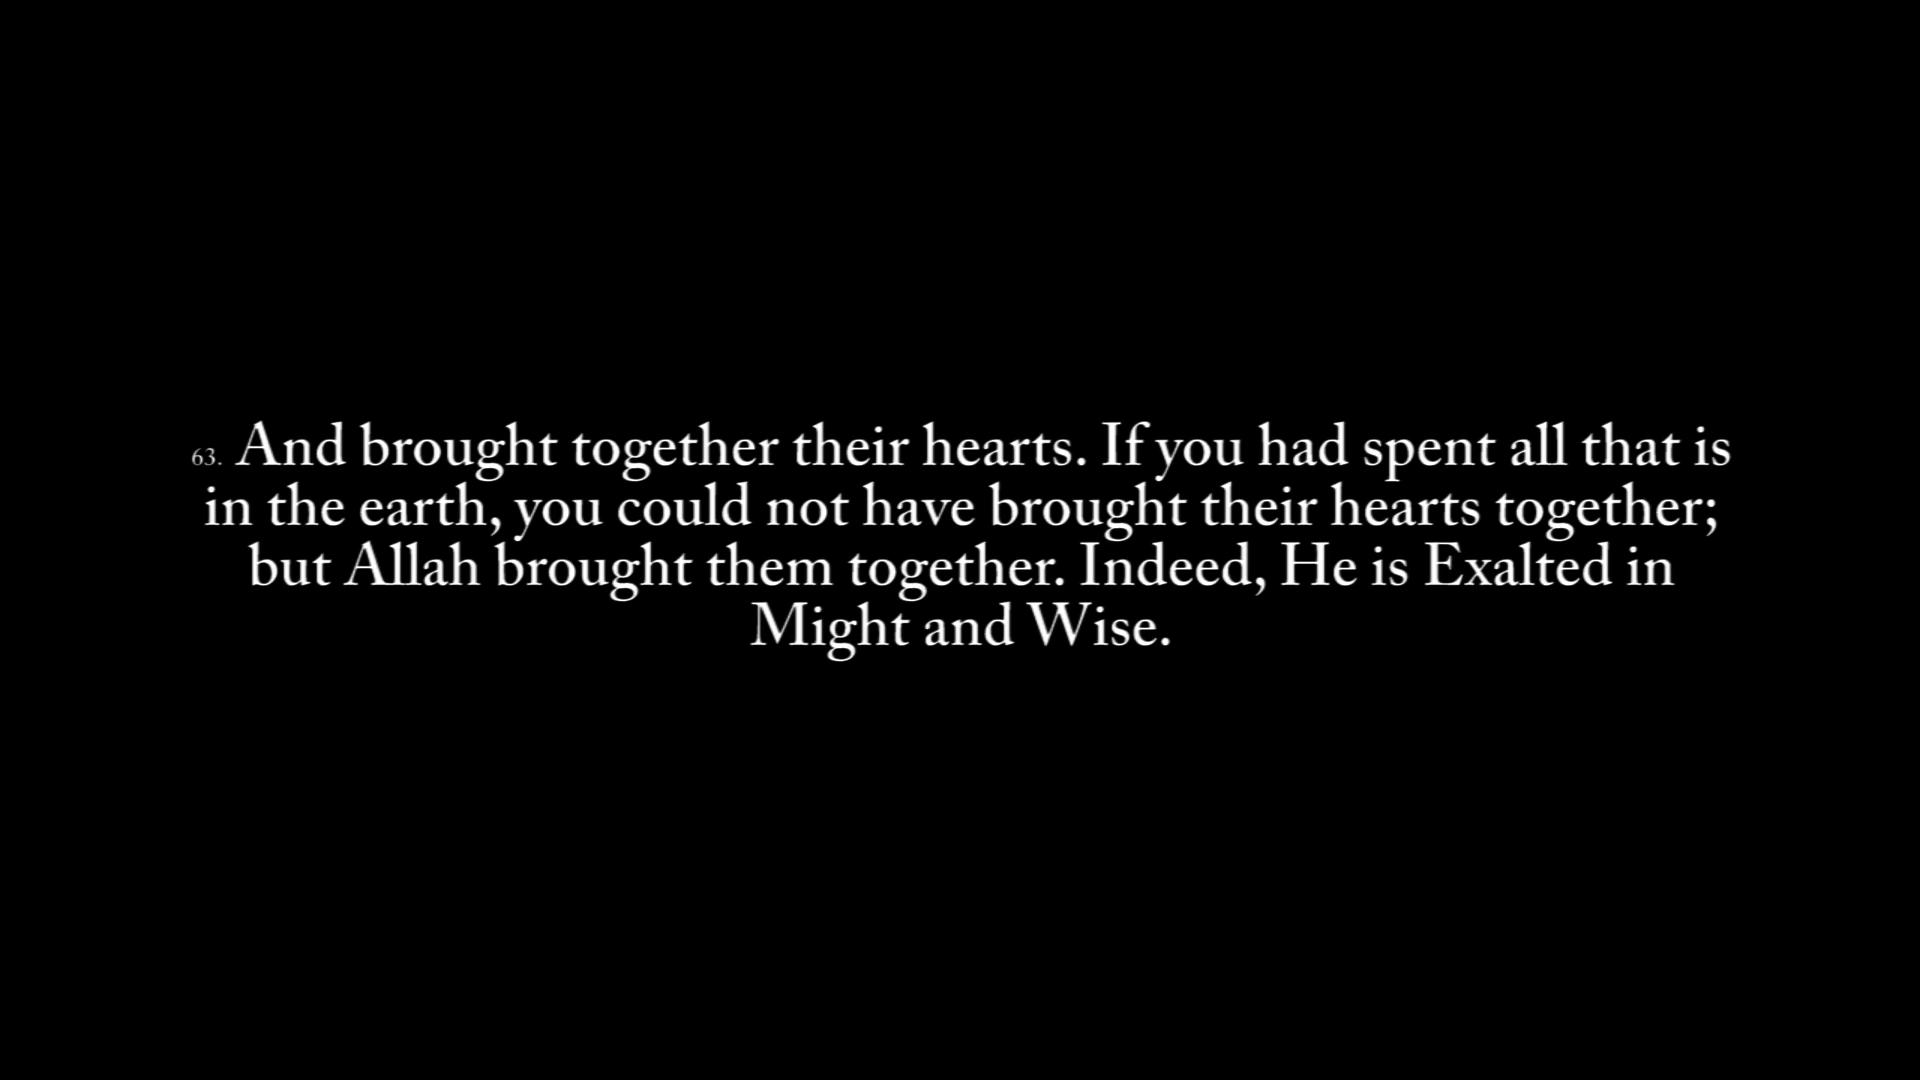 63. And brought together their hearts. If you had spent all that is
in the earth, you could not have brought their hearts together;
but Allah brought them together. Indeed, He is Exalted in
Might and Wise.